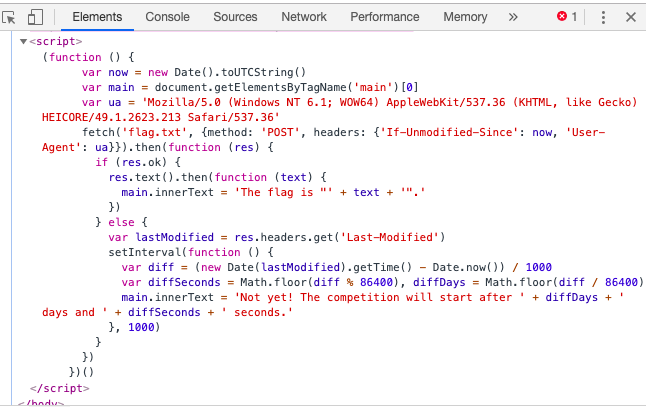 Elements Console Sources Network Performance Memory » 1
<script>
(function () {
var now = new Date().toUTCString()
var main = document.getElementsByTagName('main')[0]
var ua = 'Mozilla/5.0 (Windows NT 6.1; WOW64) AppleWebKit/537.36 (KHTML, like Gecko)
HEICORE/49.1.2623.213 Safari/537.36'
fetch('flag.txt', {method: 'POST', headers: {'If-Unmodified-Since': now, 'User-
Agent': ua}}).then(function (res) {
if (res.ok) {
res.text().then(function (text) {
main.innerText = 'The flag is "' + text + '".'
})
} else {
var lastModified = res.headers.get('Last-Modified')
setInterval(function () {
var diff = (new Date(lastModified).getTime() - Date.now()) / 1000
var diffSeconds = Math.floor(diff % 86400), diffDays = Math.floor(diff / 86400)
main.innerText = 'Not yet! The competition will start after ' + diffDays + '
days and ' + diffSeconds + ' seconds.'
}, 1000)
}
})
})()
</script>
</body>